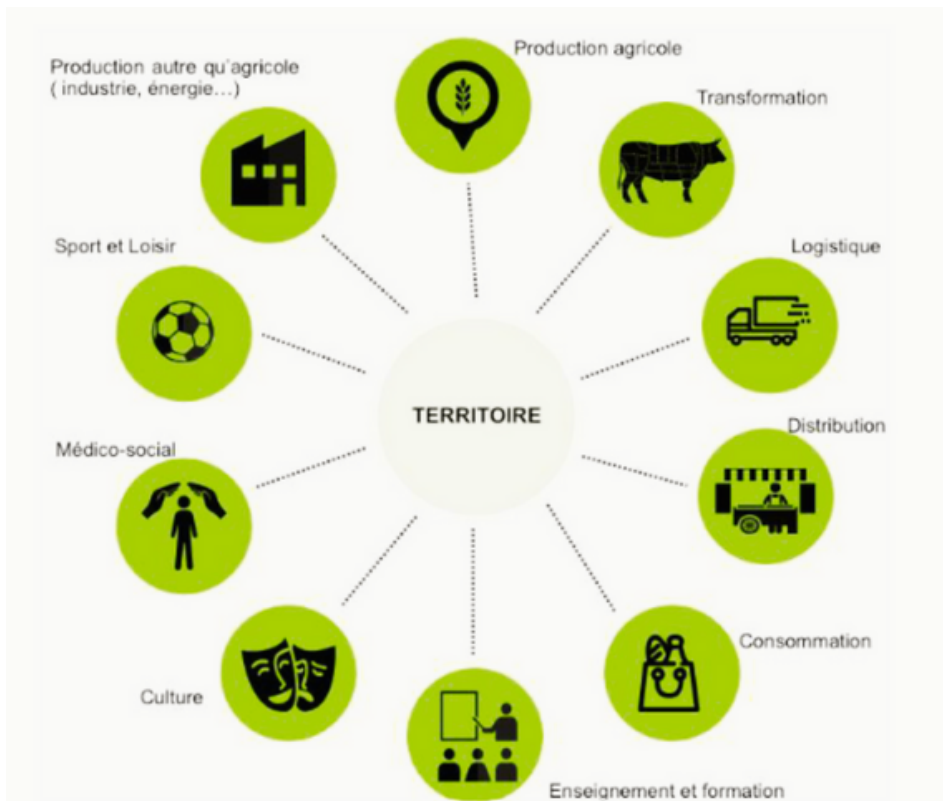 Production agricole
Production autre qu'agricole
( industrie, énergie...)
Transformation
Sport et Loisir
Logistique
TERRITOIRE
Distribution
Médico-social
Consommation
Culture
Enseignement et formation